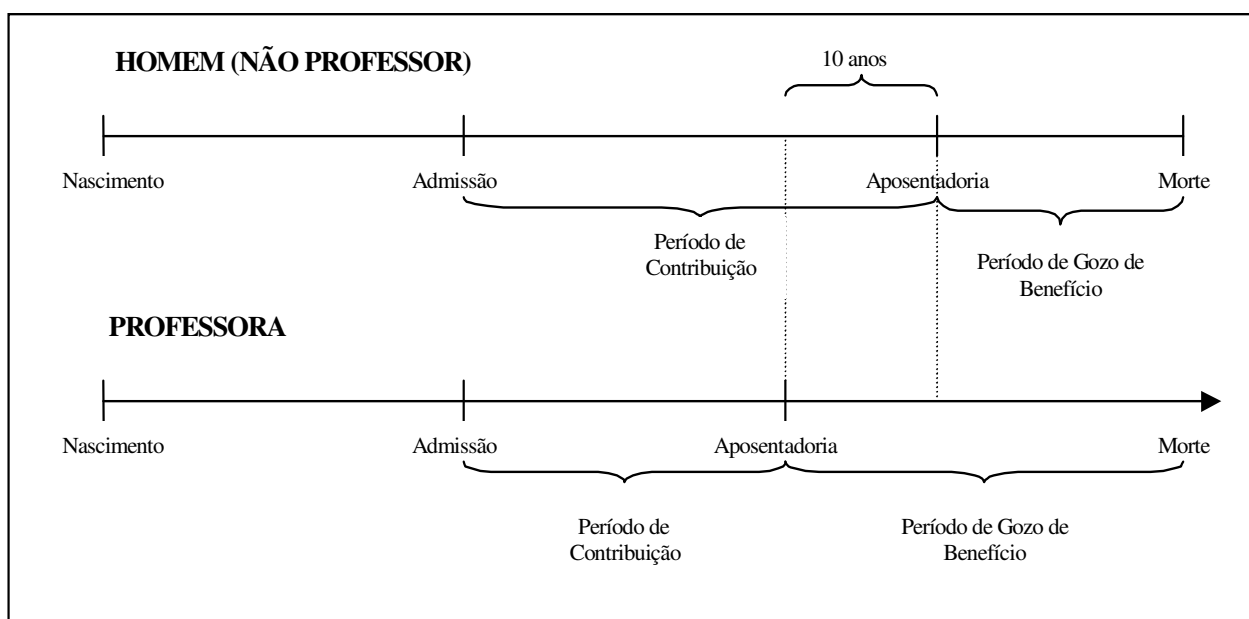 HOMEM (NÃO PROFESSOR)
10 anos
Nascimento
Admissão
Aposentadoria
Morte
Período de
Contribuição
Período de Gozo de
Benefício
PROFESSORA
Nascimento
Admissão
Aposentadoria
Morte
Período de
Contribuição
Período de Gozo de
Benefício